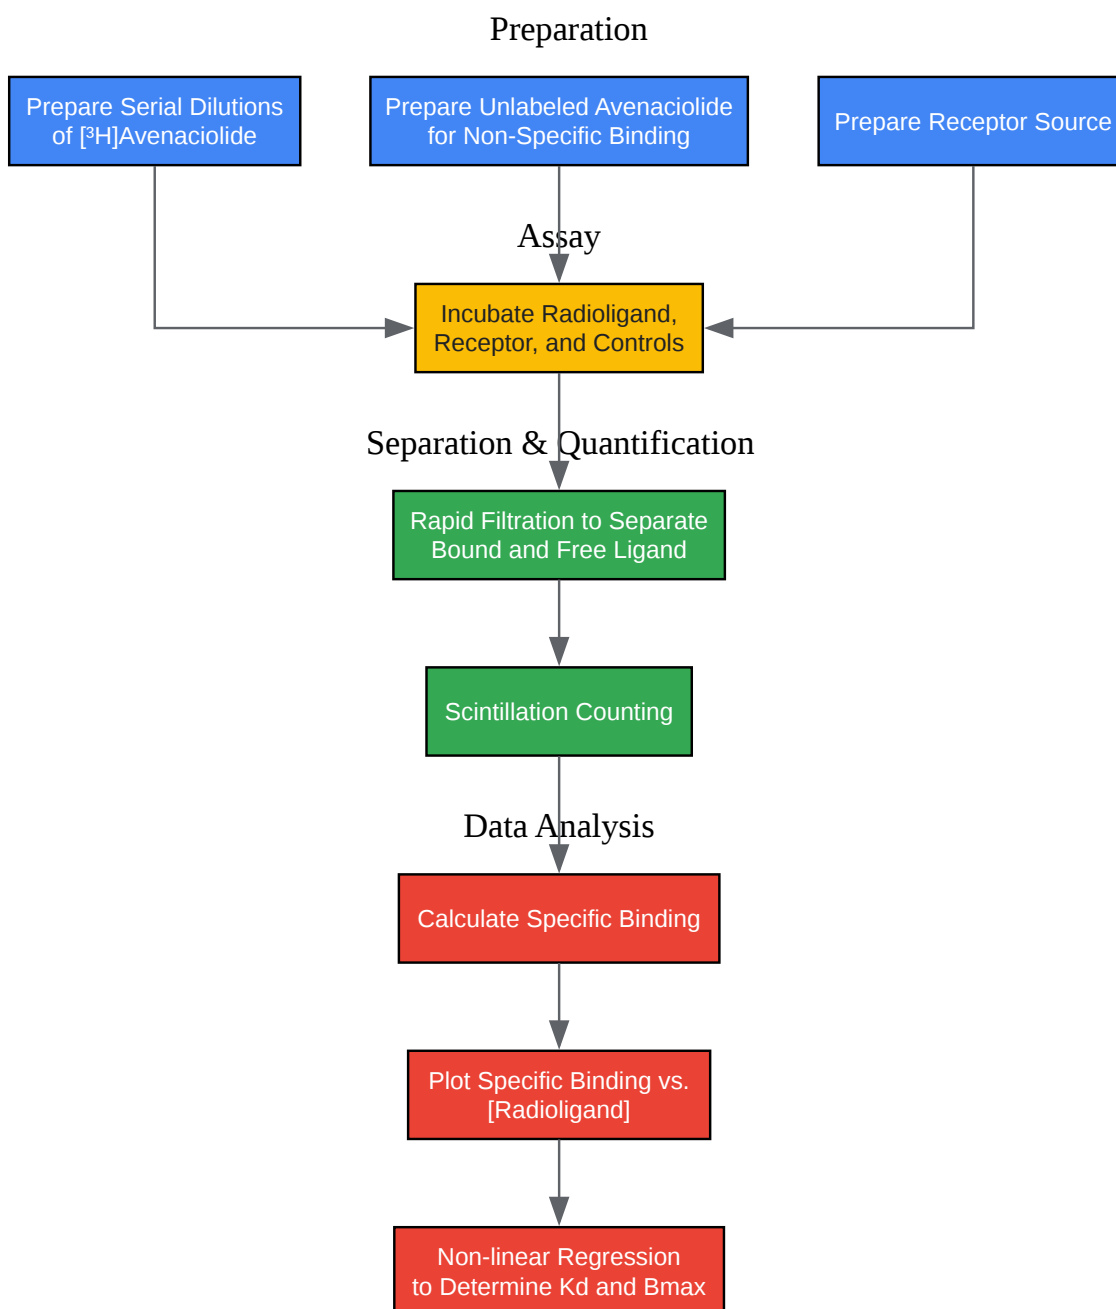 Preparation
Prepare Serial Dilutions
of [³H]Avenaciolide
Prepare Unlabeled Avenaciolide
for Non-Specific Binding
Prepare Receptor Source
Assay
Incubate Radioligand,
Receptor, and Controls
Separation & Quantification
Rapid Filtration to Separate
Bound and Free Ligand
Scintillation Counting
Data Analysis
Calculate Specific Binding
Plot Specific Binding vs.
[Radioligand]
Non-linear Regression
to Determine Kd and Bmax